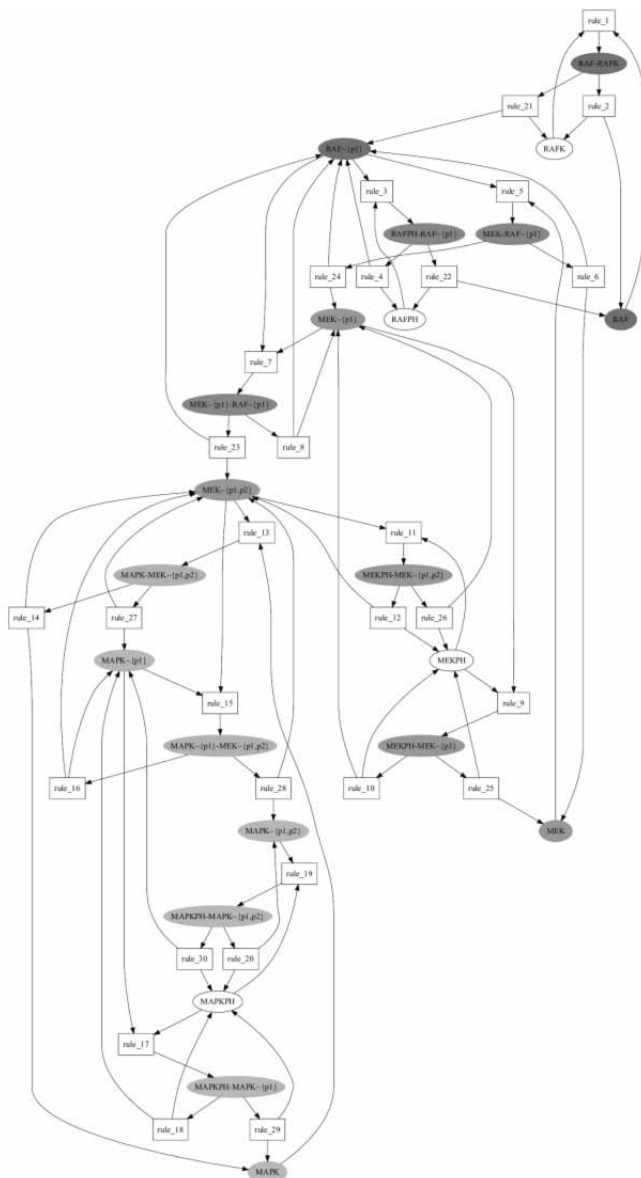 rule_1
RAF-RAFK
rule_21
rule_2
RAFK
RAF~{p1}
rule_3
rule_5
RAFPH-RAF~{p1}
MEK-RAF~{p1}
rule_24
rule_4
rule_22
rule_6
MEK~{p1}
RAFPH
RAF
rule_7
MEK~{p1}-RAF~{p1}
rule_23
rule_8
MEK~{p1,p2}
rule_13
rule_11
MAPK-MEK~{p1,p2}
MEKPH-MEK~{p1,p2}
rule_14
rule_27
rule_12
rule_26
MAPK~{p1}
MEKPH
rule_15
rule_9
MAPK~{p1}-MEK~{p1,p2}
MEKPH-MEK~{p1}
rule_16
rule_28
rule_10
rule_25
MAPK~{p1,p2}
MEK
rule_19
MAPKPH-MAPK~{p1,p2}
rule_30
rule_20
MAPKPH
rule_17
MAPKPH-MAPK~{p1}
rule_18
rule_29
MAPK